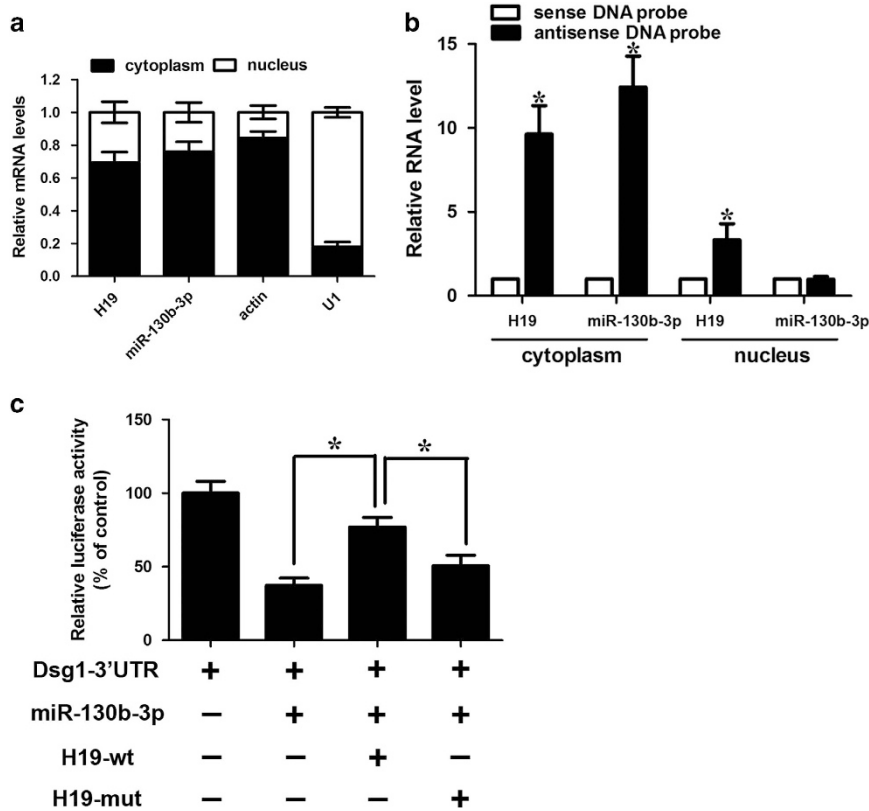 a
cytoplasm nucleus
Relative mRNA levels
1.2
1.0
0.8
0.6
0.4
0.2
0.0
H19
miR-130b-3p
actin
U1
b
sense DNA probe
antisense DNA probe
Relative RNA level
15
10
5
0
* * *
H19 miR-130b-3p H19 miR-130b-3p
cytoplasm nucleus
c
Relative luciferase activity
(% of control)
150
100
50
0
* *
Dsg1-3'UTR + + + +
miR-130b-3p – + + +
H19-wt – – + –
H19-mut – – – +